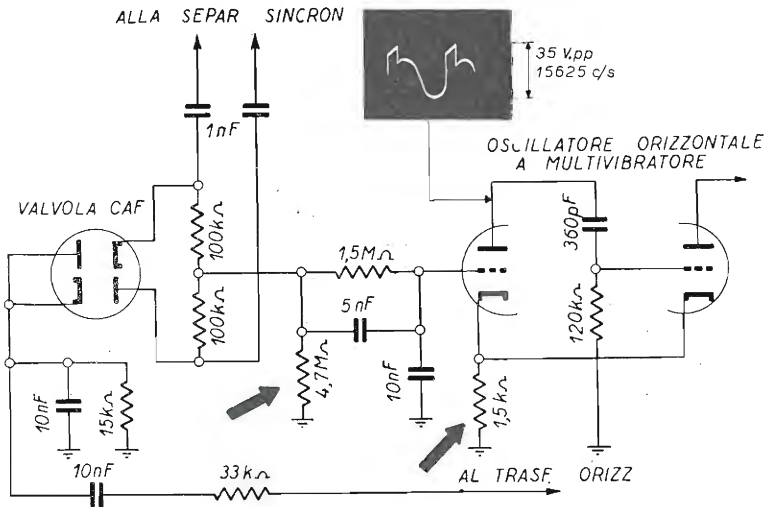 ALLA SEPAR SINCRON
35 V.pp
15625 c/s
1nF
OSCILLATORE ORIZZONTALE
A MULTIVIBRATORE
VALVOLA CAF
100kΩ
360pF
1,5MΩ
5nF
100kΩ
120kΩ
4,7MΩ
10nF
1,5kΩ
10nF
15kΩ
10nF
33kΩ
AL TRASF. ORIZZ